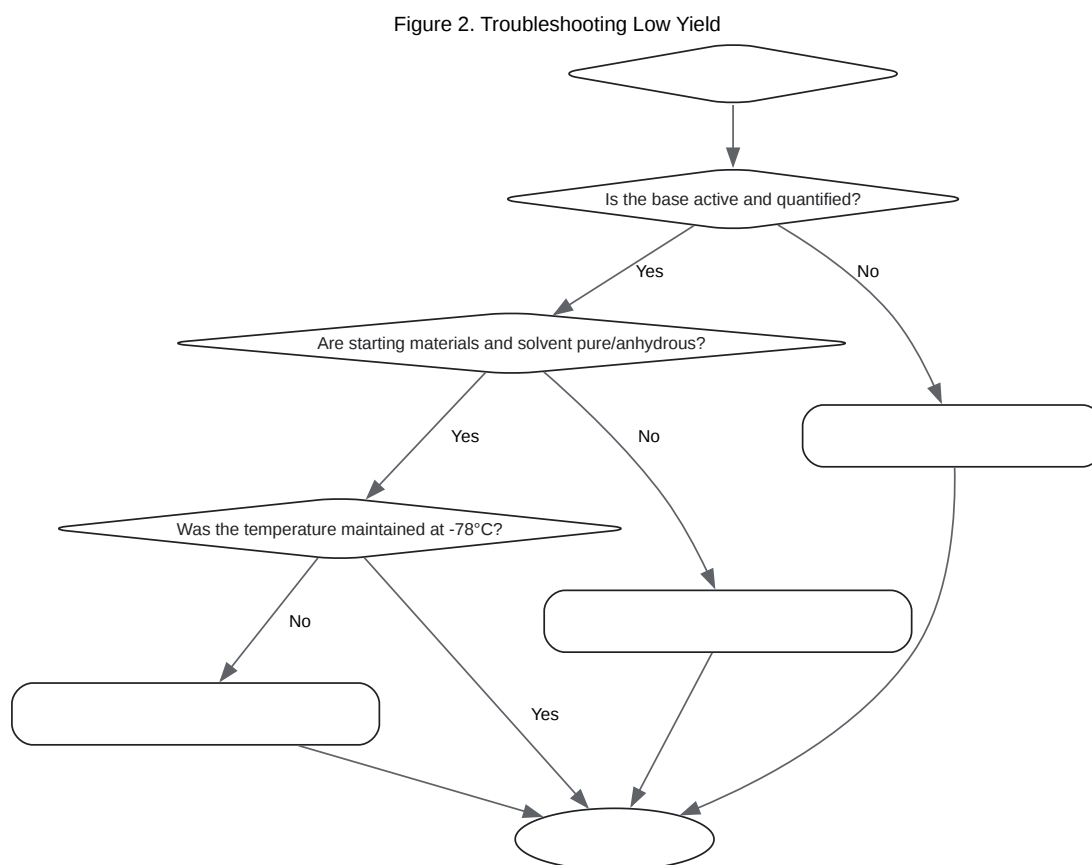 Figure 2. Troubleshooting Low Yield
Is the base active and quantified?
Yes
No
Are starting materials and solvent pure/anhydrous?
Yes
No
Was the temperature maintained at -78°C?
No
Yes